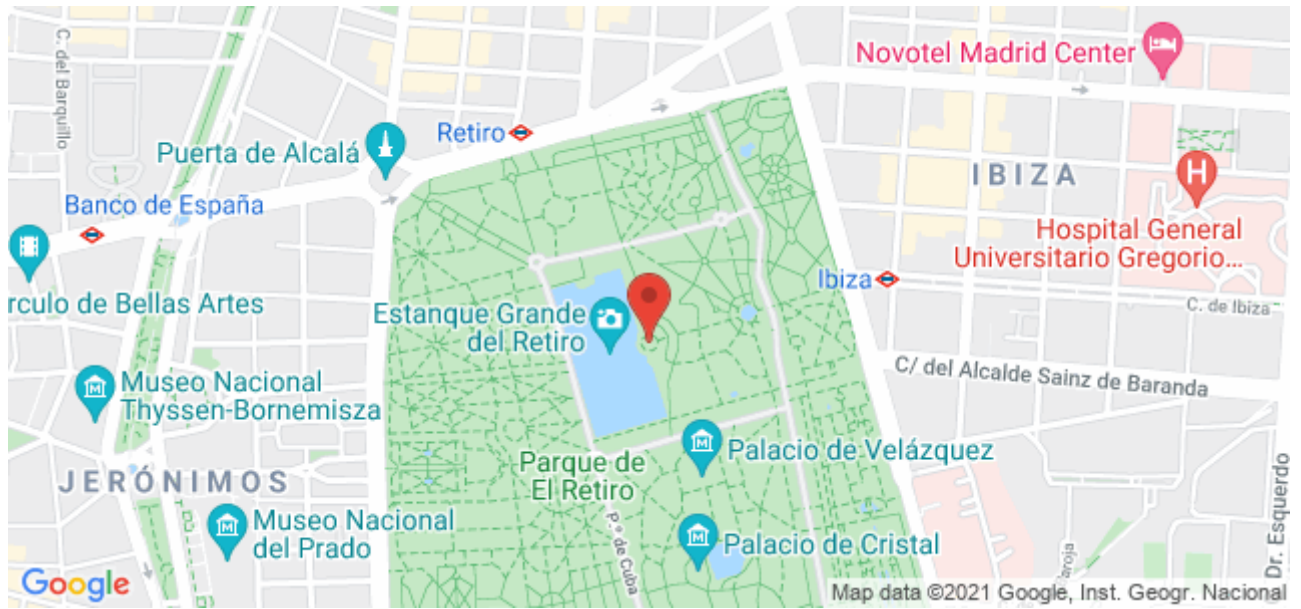 C. del Barquillo
Novotel Madrid Center
Retiro
Puerta de Alcalá
IBIZA
Banco de España
Hospital General
Universitario Gregorio...
Ibiza
rculo de Bellas Artes
C. de Ibiza
Estanque Grande
del Retiro
C/ del Alcalde Sainz de Baranda
Museo Nacional
Thyssen-Bornemisza
Palacio de Velázquez
Parque de
El Retiro
JERÓNIMOS
Museo Nacional
del Prado
P.º de Cuba
Palacio de Cristal
Dr. Esquerdo
Google
Map data ©2021 Google, Inst. Geogr. Nacional